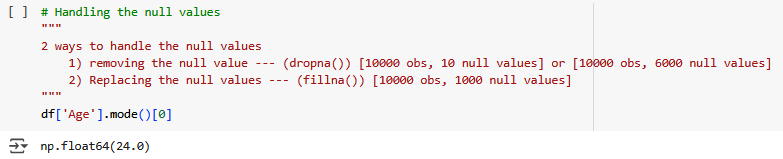 [ ] # Handling the null values
"""
2 ways to handle the null values
    1) removing the null value --- (dropna()) [10000 obs, 10 null values] or [10000 obs, 6000 null values]
    2) Replacing the null values --- (fillna()) [10000 obs, 1000 null values]
"""
df['Age'].mode()[0]
np.float64(24.0)